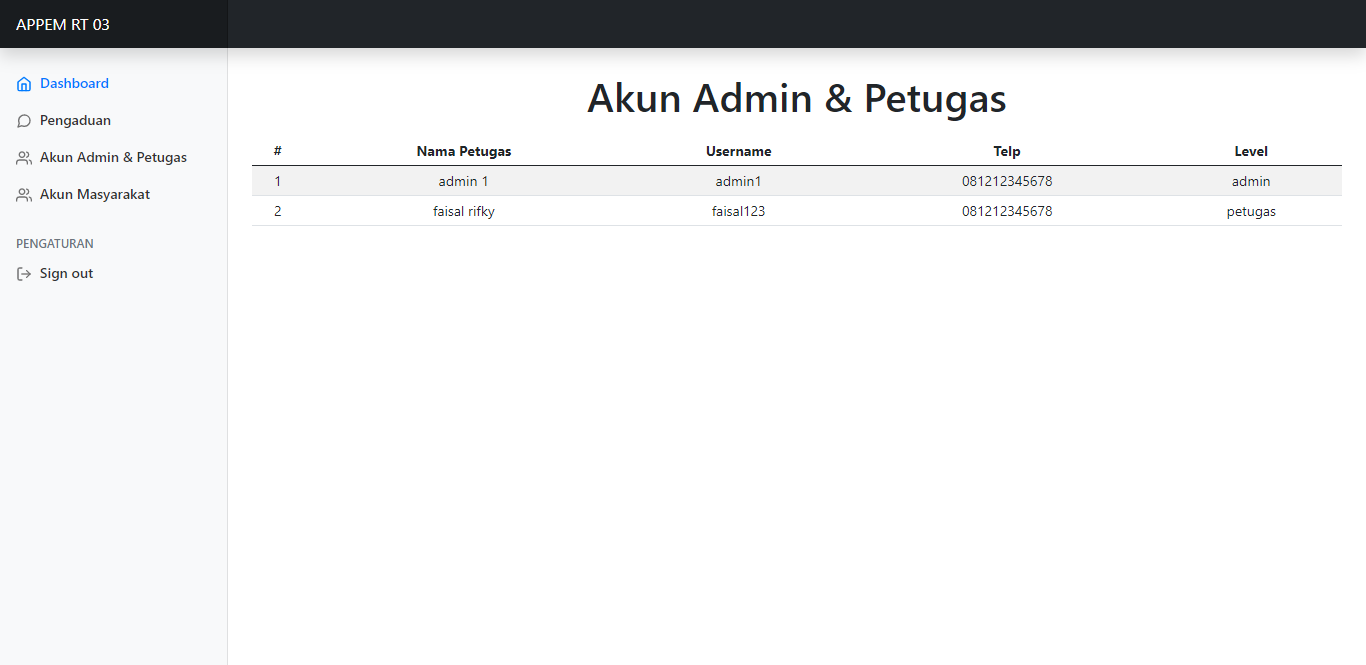 APPEM RT 03
Dashboard
Pengaduan
Akun Admin & Petugas
Akun Masyarakat
PENGATURAN
Sign out
Akun Admin & Petugas
# Nama Petugas Username Telp Level
1 admin 1 admin1 081212345678 admin
2 faisal rifky faisal123 081212345678 petugas